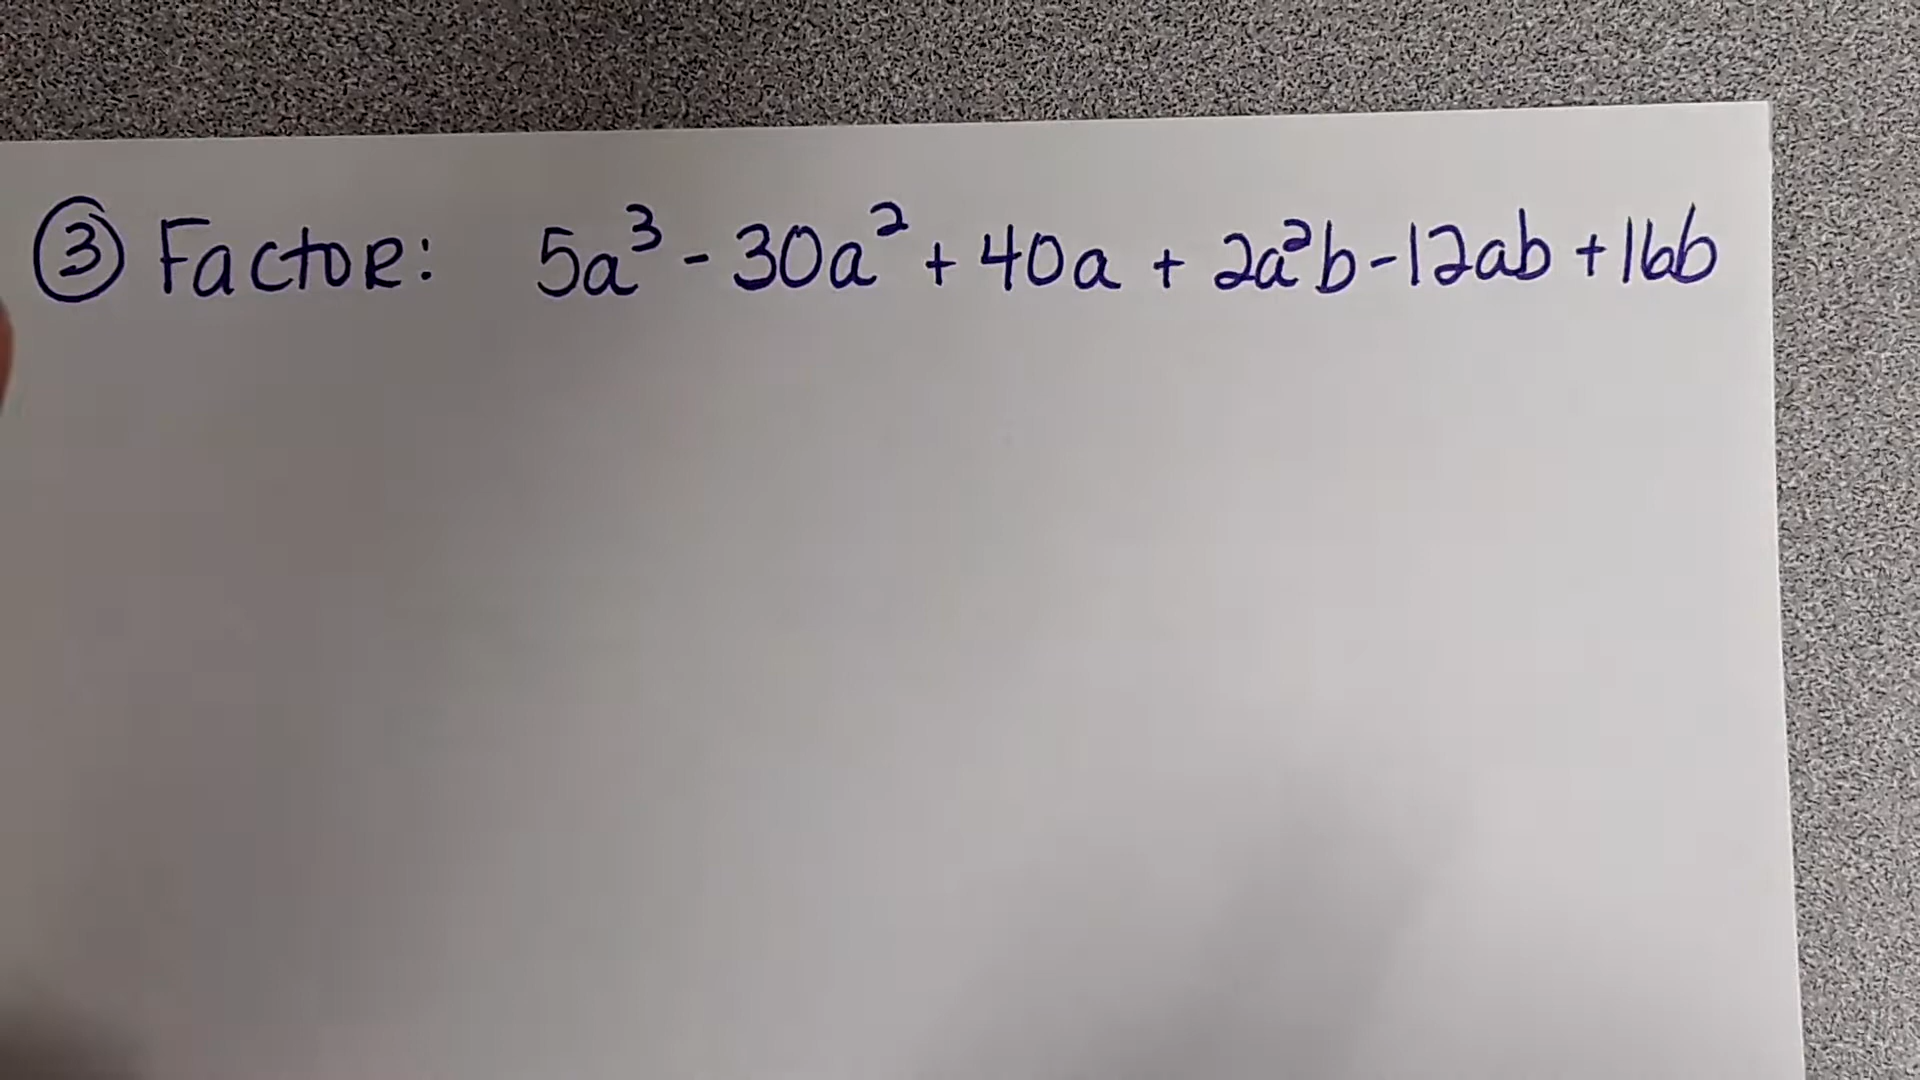 ③ Factor: 5a³ - 30a² + 40a + 2a²b - 12ab + 16b